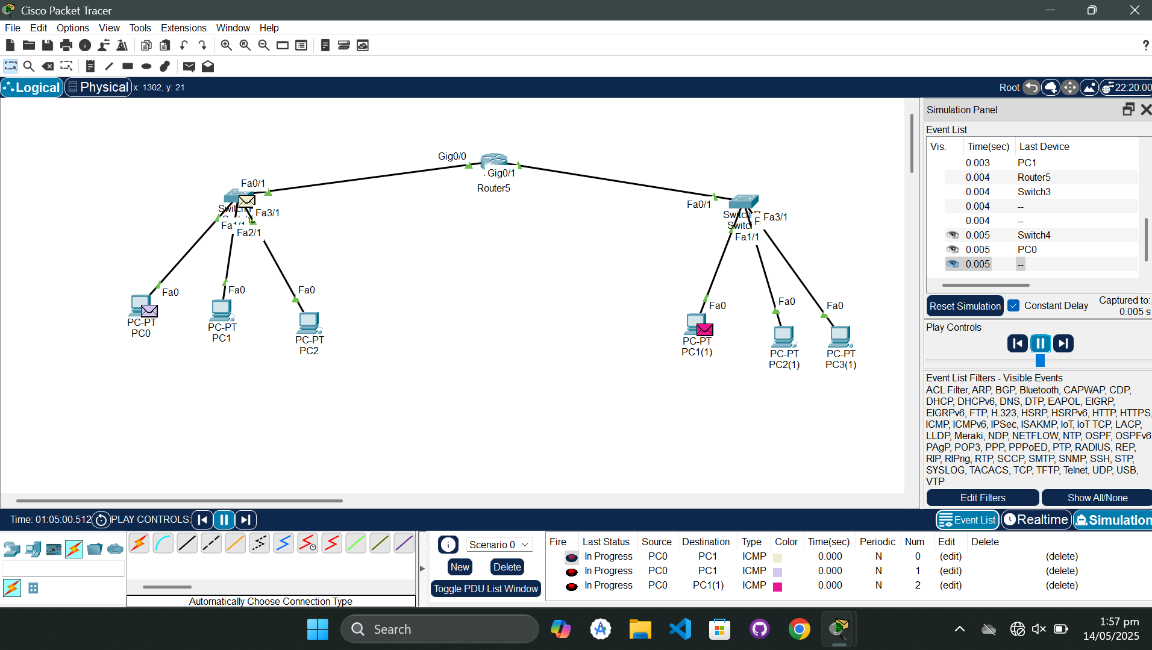 Cisco Packet Tracer
File Edit Options View Tools Extensions Window Help
?
Logical Physical x: 1302, y: 21
Root 22:20:00
Simulation Panel
Event List
Vis. Time(sec) Last Device
0.003 PC1
0.004 Router5
0.004 Switch3
0.004 --
0.004 --
0.005 Switch4
0.005 PC0
0.005 --
Reset Simulation Constant Delay Captured to:
0.005 s
Play Controls
Event List Filters - Visible Events
ACL Filter, ARP, BGP, Bluetooth, CAPWAP, CDP,
DHCP, DHCPv6, DNS, DTP, EAPOL, EIGRP,
EIGRPv6, FTP, H.323, HSRP, HSRPv6, HTTP, HTTPS,
ICMP, ICMPv6, IPSec, ISAKMP, IoT, IoT TCP, LACP,
LLDP, Meraki, NDP, NETFLOW, NTP, OSPF, OSPFv6
PAgP, POP3, PPP, PPPoED, PTP, RADIUS, REP,
RIP, RIPng, RTP, SCCP, SMTP, SNMP, SSH, STP,
SYSLOG, TACACS, TCP, TFTP, Telnet, UDP, USB,
VTP
Edit Filters Show All/None
Gig0/0
Gig0/1
Router5
Fa0/1
Fa3/1
Fa2/1
Fa0
PC-PT
PC0
Fa0
PC-PT
PC1
Fa0
PC-PT
PC2
Fa0/1
Fa3/1
Fa1/1
Fa0
PC-PT
PC1(1)
Fa0
PC-PT
PC2(1)
Fa0
PC-PT
PC3(1)
Time: 01:05:00.512 PLAY CONTROLS:
Event List Realtime Simulation
Scenario 0
New Delete
Toggle PDU List Window
Automatically Choose Connection Type
Fire Last Status Source Destination Type Color Time(sec) Periodic Num Edit Delete
In Progress PC0 PC1 ICMP 0.000 N 0 (edit) (delete)
In Progress PC0 PC1 ICMP 0.000 N 1 (edit) (delete)
In Progress PC0 PC1(1) ICMP 0.000 N 2 (edit) (delete)
Search
1:57 pm
14/05/2025